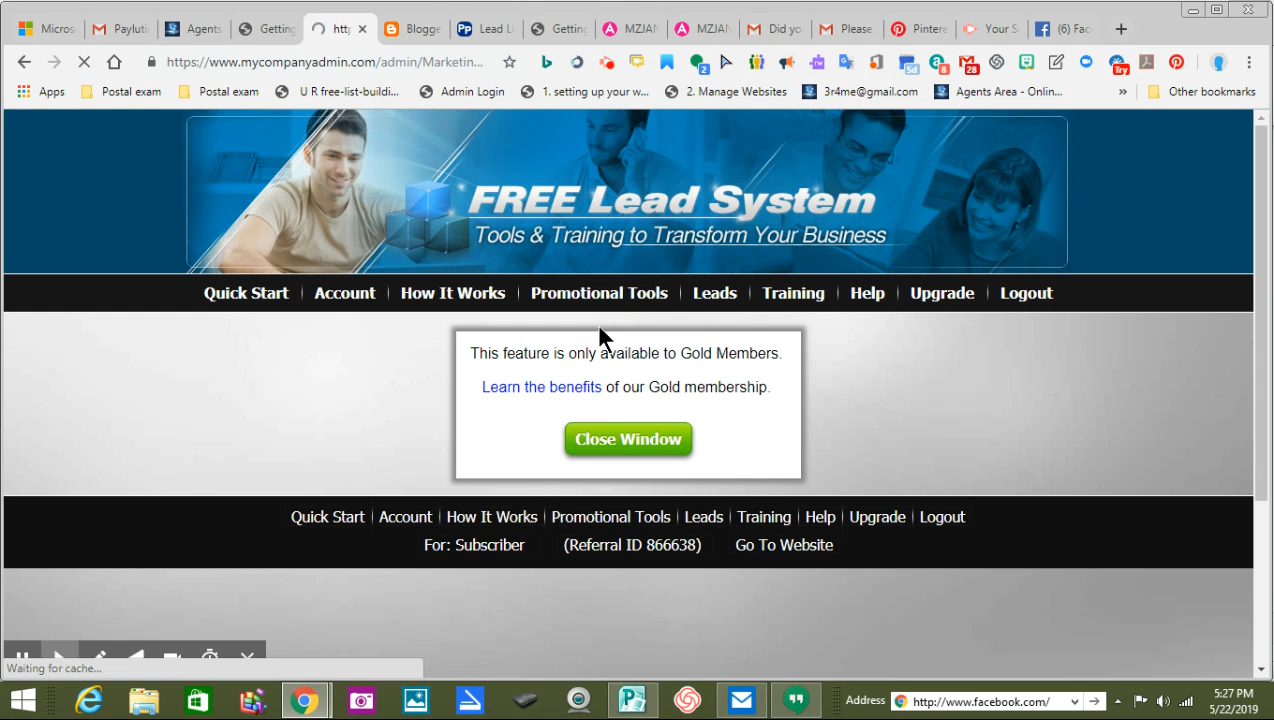 Micros Payluti Agents Getting http Blogge Lead Li Getting MZJAN MZJAN Did yo Please Pintere Your S (6) Fac
https://www.mycompanyadmin.com/admin/Marketin... 2 5d 8 28 Try
Apps Postal exam Postal exam U R free-list-buildi... Admin Login 1. setting up your w... 2. Manage Websites 3r4me@gmail.com Agents Area - Onlin... » Other bookmarks
FREE Lead System
Tools & Training to Transform Your Business
Quick Start Account How It Works Promotional Tools Leads Training Help Upgrade Logout
This feature is only available to Gold Members.
Learn the benefits of our Gold membership.
Close Window
Quick Start Account How It Works Promotional Tools Leads Training Help Upgrade Logout
For: Subscriber (Referral ID 866638) Go To Website
Waiting for cache...
Address http://www.facebook.com/ 5:27 PM
5/22/2019